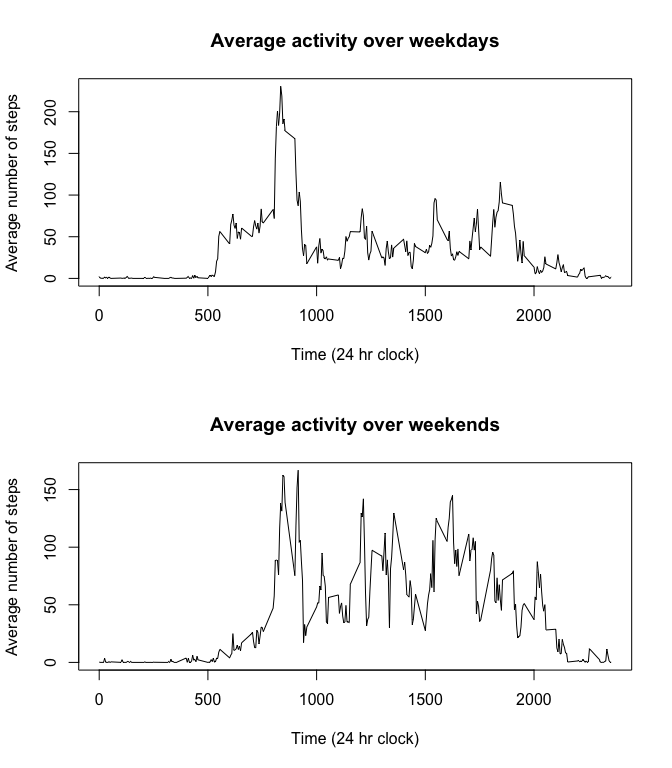 Average activity over weekdays
Average number of steps
200
150
100
50
0
0 500 1000 1500 2000
Time (24 hr clock)
Average activity over weekends
Average number of steps
150
100
50
0
0 500 1000 1500 2000
Time (24 hr clock)